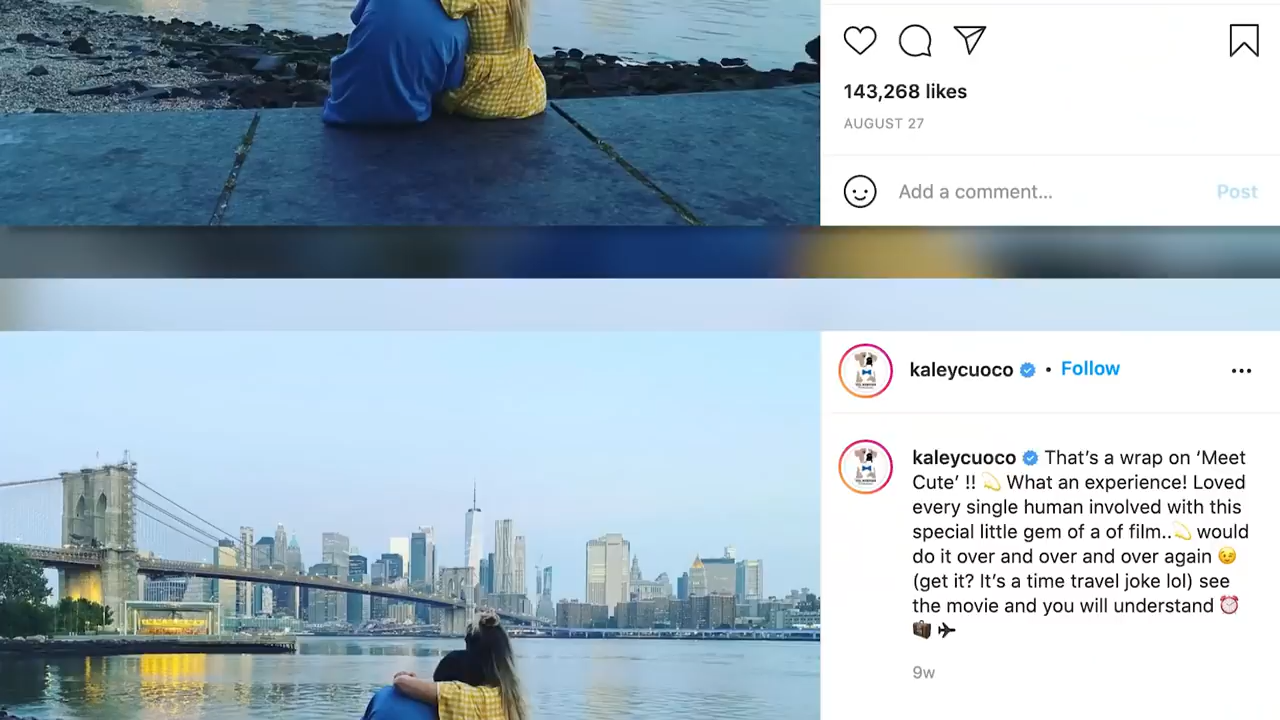 143,268 likes
AUGUST 27
Add a comment... Post
kaleycuoco • Follow
kaleycuoco That's a wrap on 'Meet
Cute' !! 💫 What an experience! Loved
every single human involved with this
special little gem of a of film..💫 would
do it over and over and over again 😉
(get it? It's a time travel joke lol) see
the movie and you will understand ⏰
🧳 ✈
9w